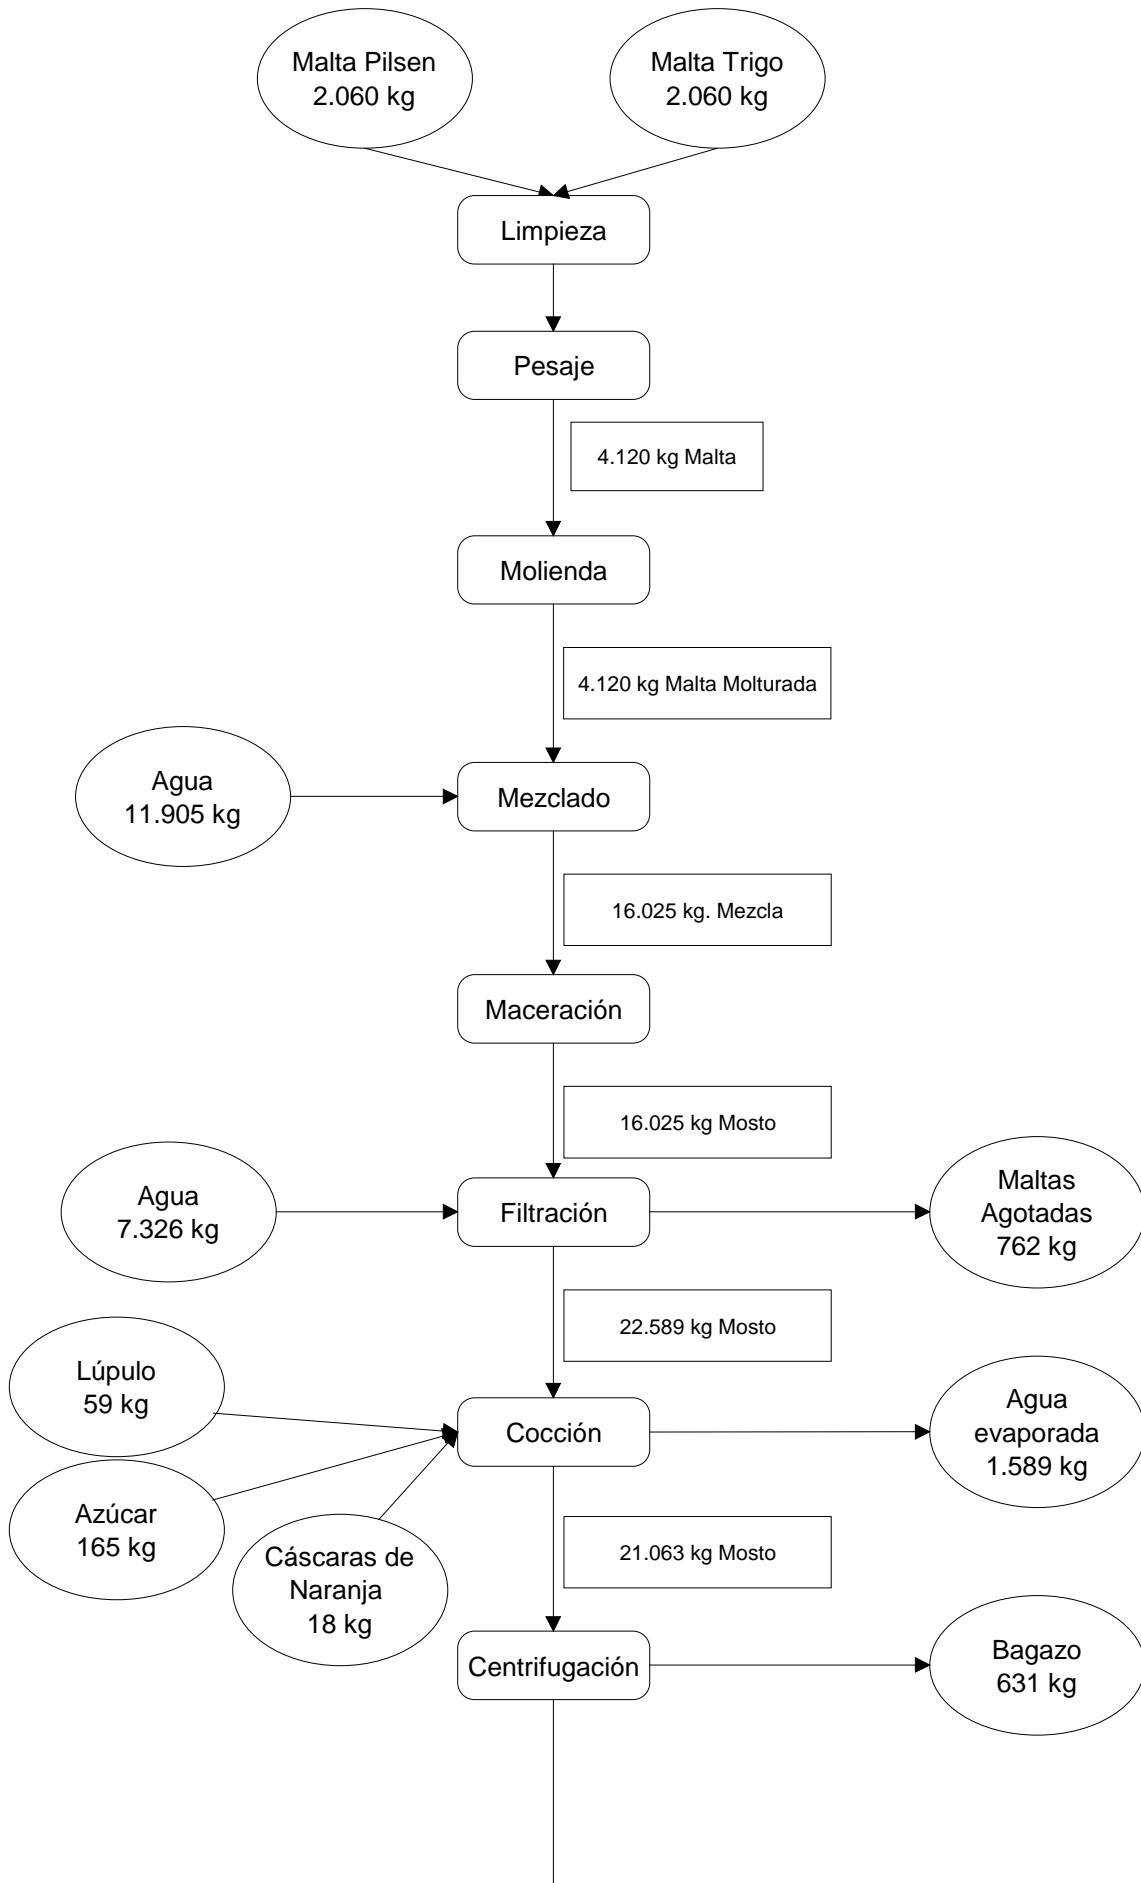 Malta Pilsen
2.060 kg
Malta Trigo
2.060 kg
Limpieza
Pesaje
4.120 kg Malta
Molienda
4.120 kg Malta Molturada
Agua
11.905 kg
Mezclado
16.025 kg. Mezcla
Maceración
16.025 kg Mosto
Agua
7.326 kg
Filtración
Maltas
Agotadas
762 kg
22.589 kg Mosto
Lúpulo
59 kg
Cocción
Agua
evaporada
1.589 kg
Azúcar
165 kg
Cáscaras de
Naranja
18 kg
21.063 kg Mosto
Centrifugación
Bagazo
631 kg